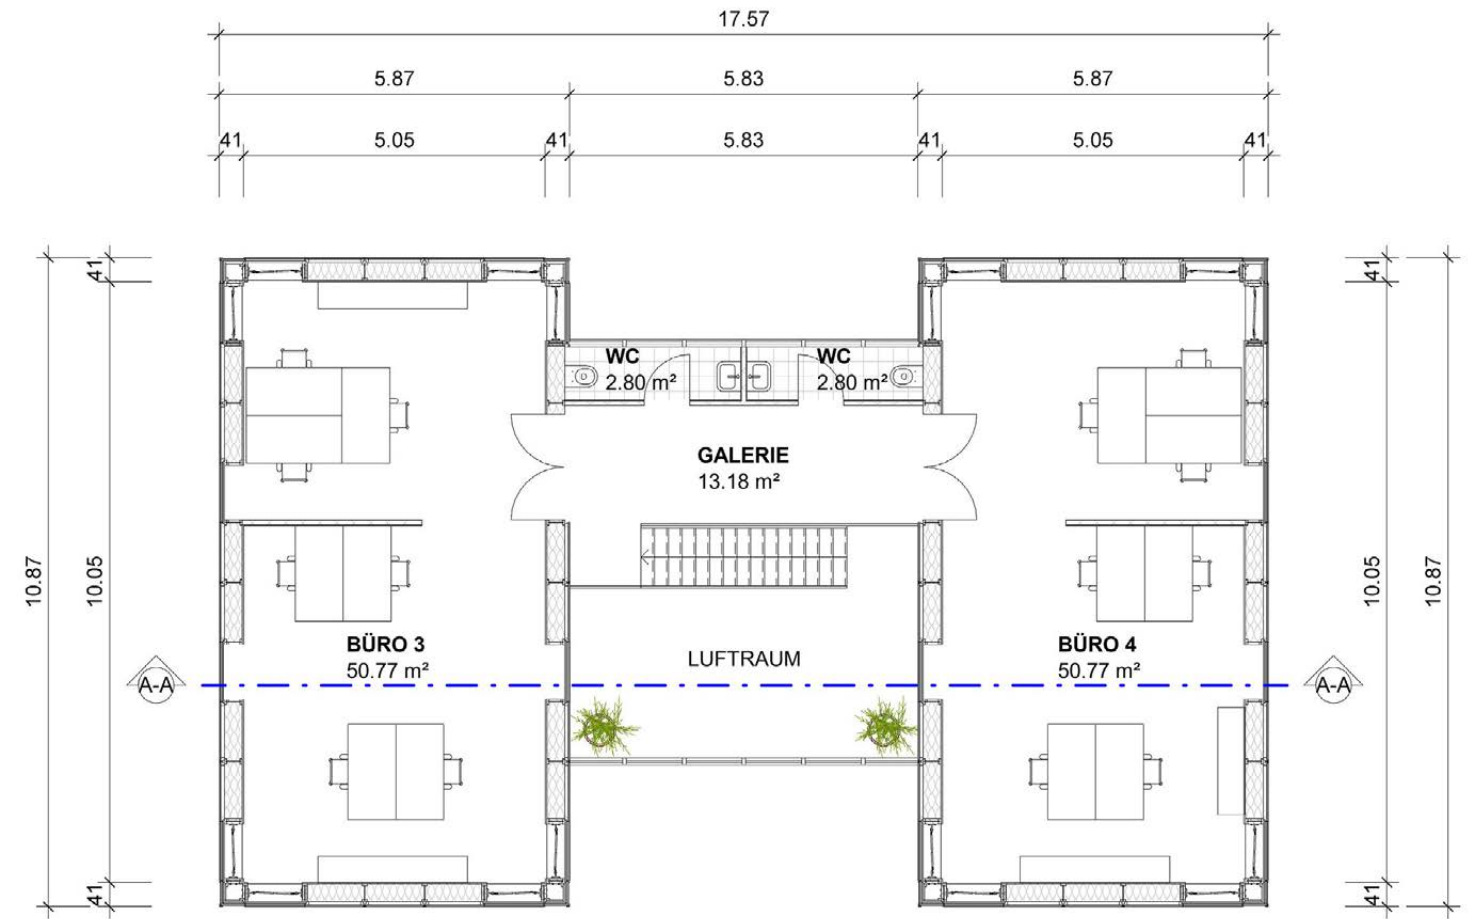 17.57
5.87 5.83 5.87
41 5.05 41 5.83 41 5.05 41
41 41
WC WC
2.80 m² 2.80 m²
GALERIE
13.18 m²
10.87 10.05 10.05 10.87
BÜRO 3 BÜRO 4
50.77 m² LUFTRAUM 50.77 m²
A-A A-A
41 41